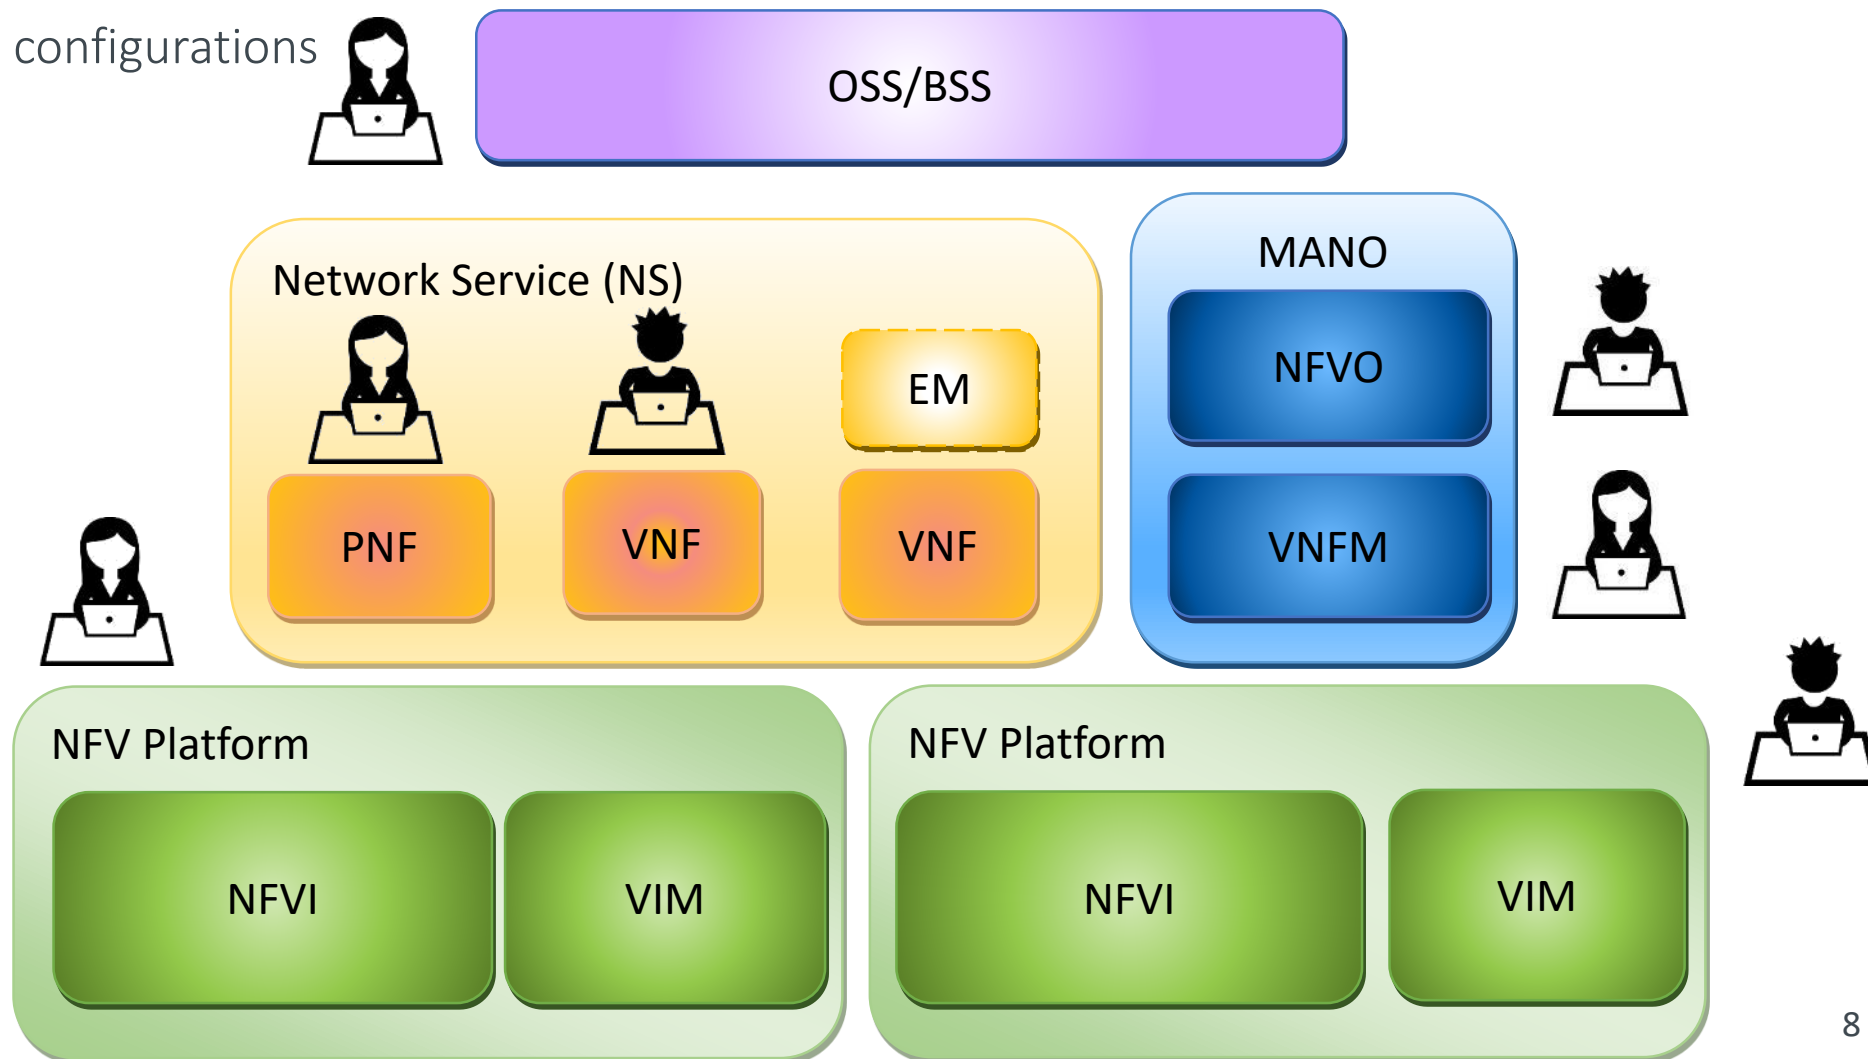 configurations
OSS/BSS
Network Service (NS)
EM
PNF
VNF
VNF
MANO
NFVO
VNFM
NFV Platform
NFVI
VIM
NFV Platform
NFVI
VIM
8